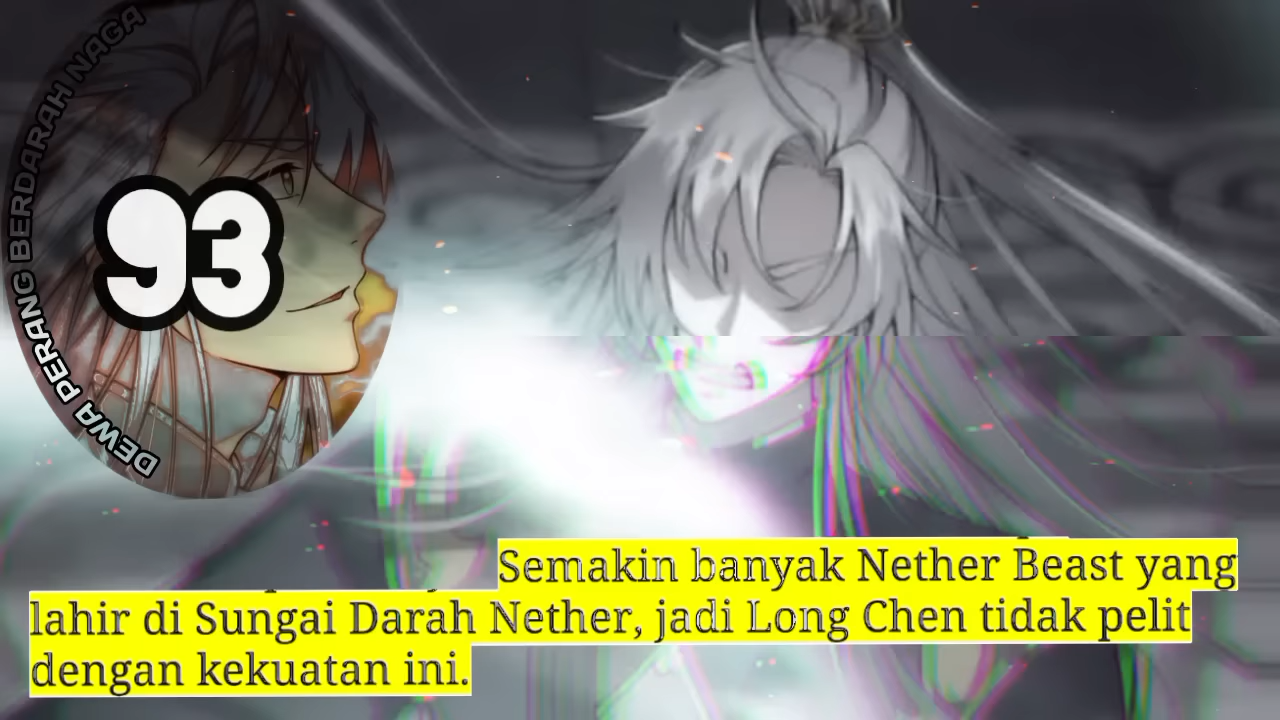 DEWA PERANG BERDARAH NAGA
93
Semakin banyak Nether Beast yang
lahir di Sungai Darah Nether, jadi Long Chen tidak pelit
dengan kekuatan ini.